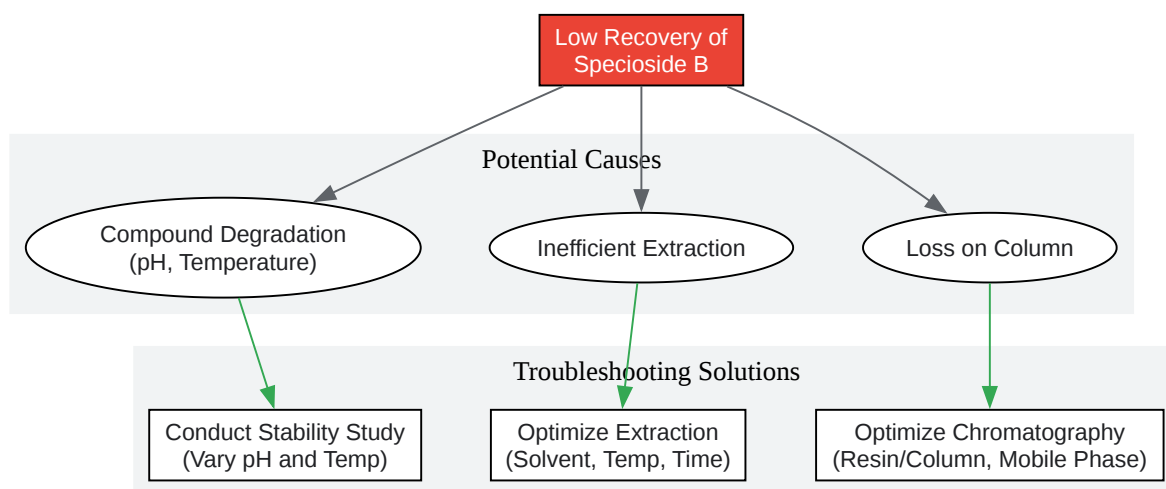 Low Recovery of
Specioside B
Potential Causes
Compound Degradation
(pH, Temperature)
Inefficient Extraction
Loss on Column
Troubleshooting Solutions
Conduct Stability Study
(Vary pH and Temp)
Optimize Extraction
(Solvent, Temp, Time)
Optimize Chromatography
(Resin/Column, Mobile Phase)